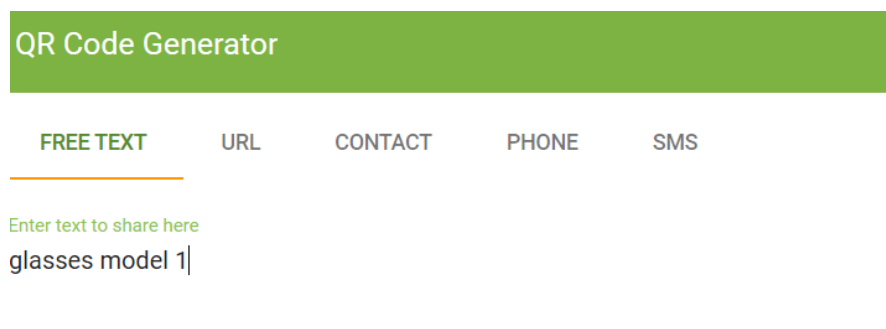 QR Code Generator
FREE TEXT URL CONTACT PHONE SMS
Enter text to share here
glasses model 1